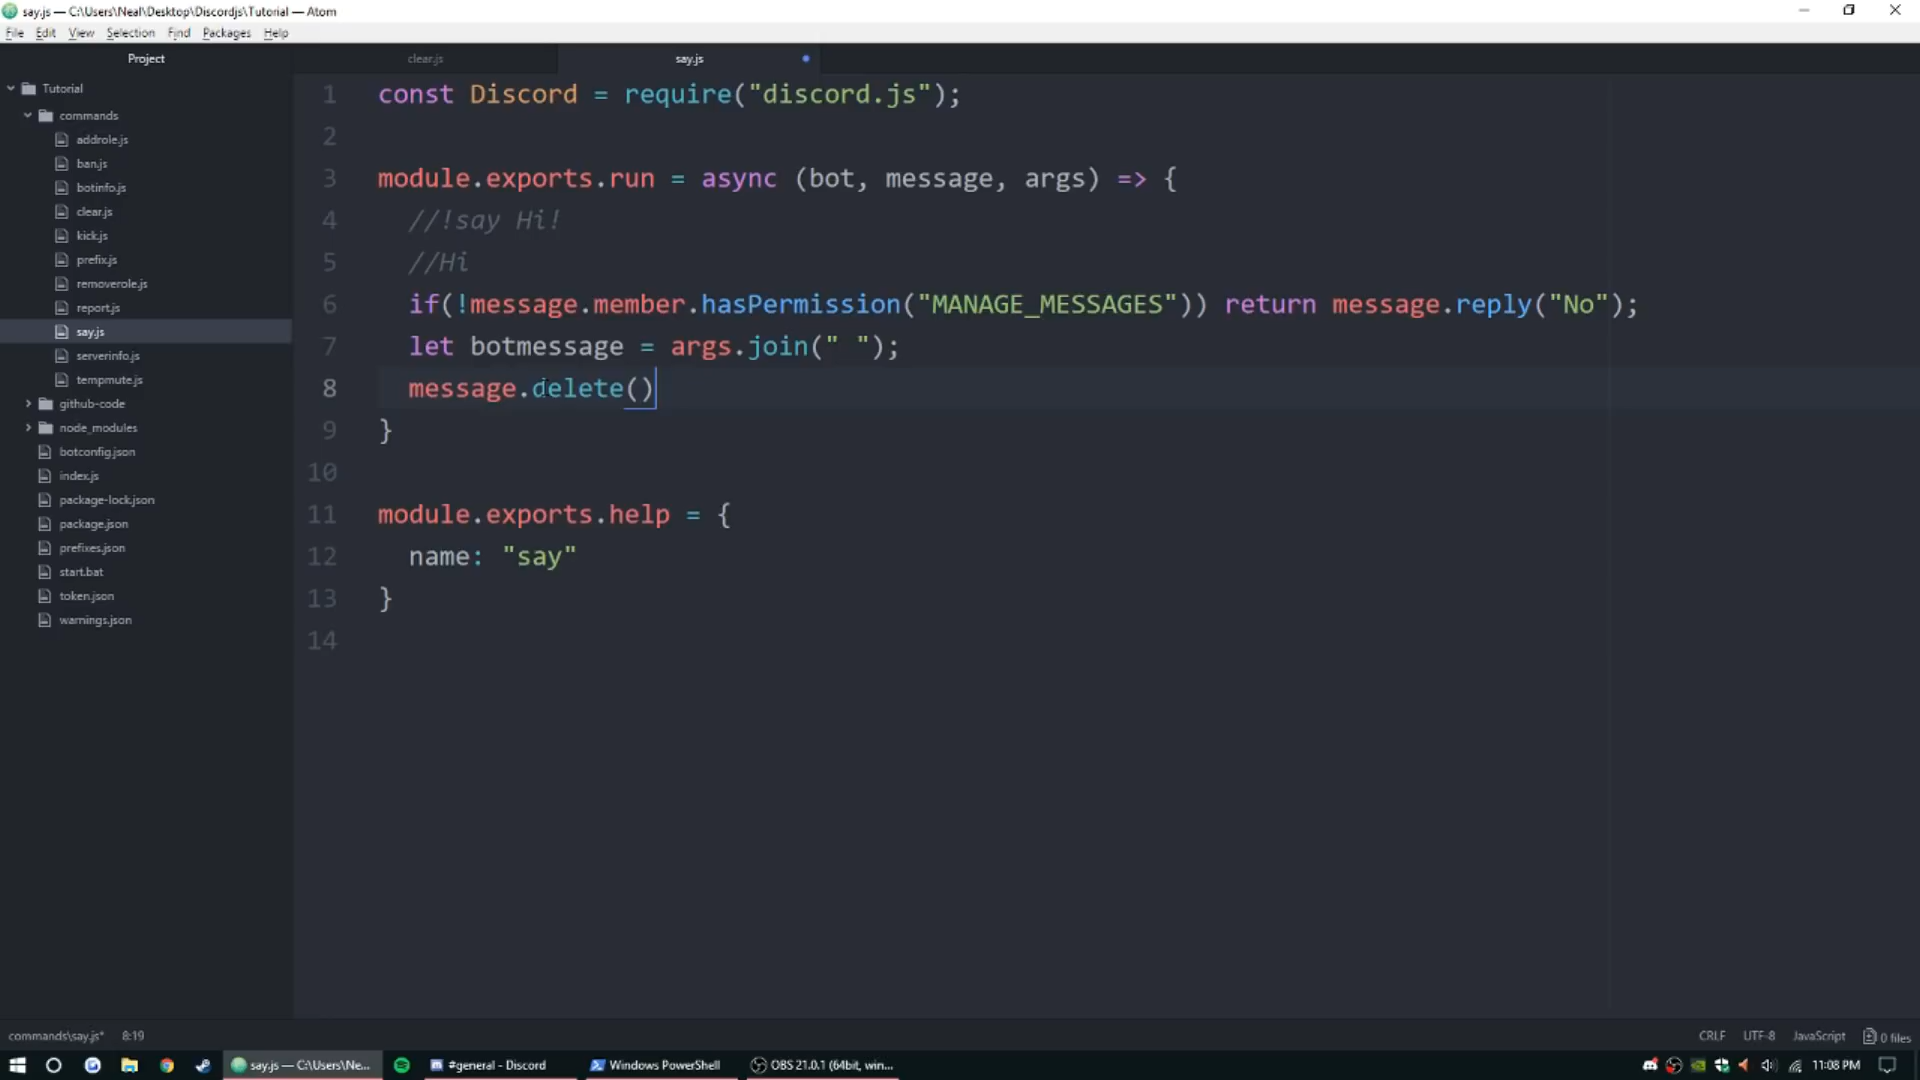 say.js — C:\Users\Neal\Desktop\Discordjs\Tutorial — Atom
File Edit View Selection Find Packages Help
Project
clear.js
say.js
Tutorial
commands
addrole.js
ban.js
botinfo.js
clear.js
kick.js
prefix.js
removerole.js
report.js
say.js
serverinfo.js
tempmute.js
github-code
node_modules
botconfig.json
index.js
package-lock.json
package.json
prefixes.json
start.bat
token.json
warnings.json
1 const Discord = require("discord.js");
2
3 module.exports.run = async (bot, message, args) => {
4 //!say Hi!
5 //Hi
6 if(!message.member.hasPermission("MANAGE_MESSAGES")) return message.reply("No");
7 let botmessage = args.join(" ");
8 message.delete()
9 }
10
11 module.exports.help = {
12 name: "say"
13 }
14
commands\say.js* 8:19
CRLF UTF-8 JavaScript 0 files
say.js — C:\Users\Ne... #general - Discord Windows PowerShell OBS 21.0.1 (64bit, win... 11:08 PM